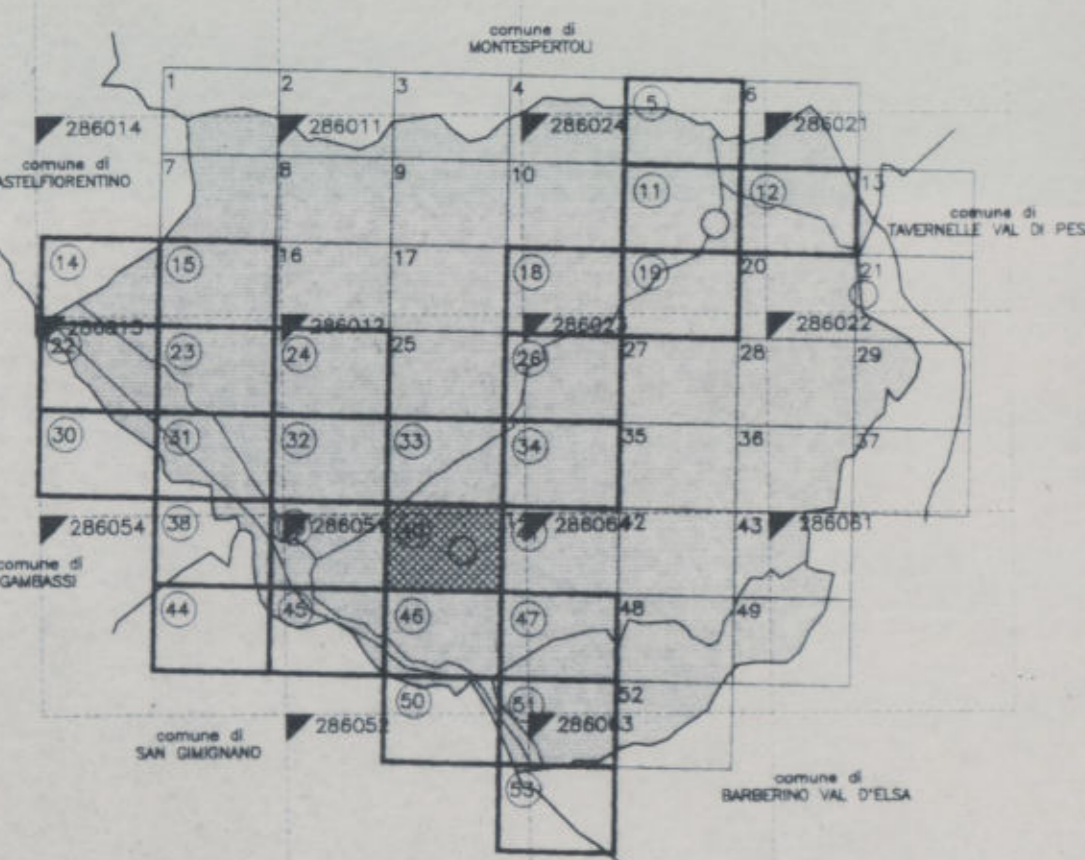 comune di
MONTESPERTOLI
1 2 3 4 5 6
286014 286011 286024 286021
comune di
ASTELFIORENTINO
7 8 9 10 11 12 13
comune di
TAVERNELLE VAL DI PES
14 15 16 17 18 19 20 21
286013 286012 286023 286022
22 23 24 25 26 27 28 29
30 31 32 33 34 35 36 37
286054 286051 286064 286061
38 40 42 43
comune di
GAMBASSI
44 45 46 47 48 49
50 51 52
286052 286063
comune di
SAN GIMIGNANO
comune di
BARBERINO VAL D'ELSA
53